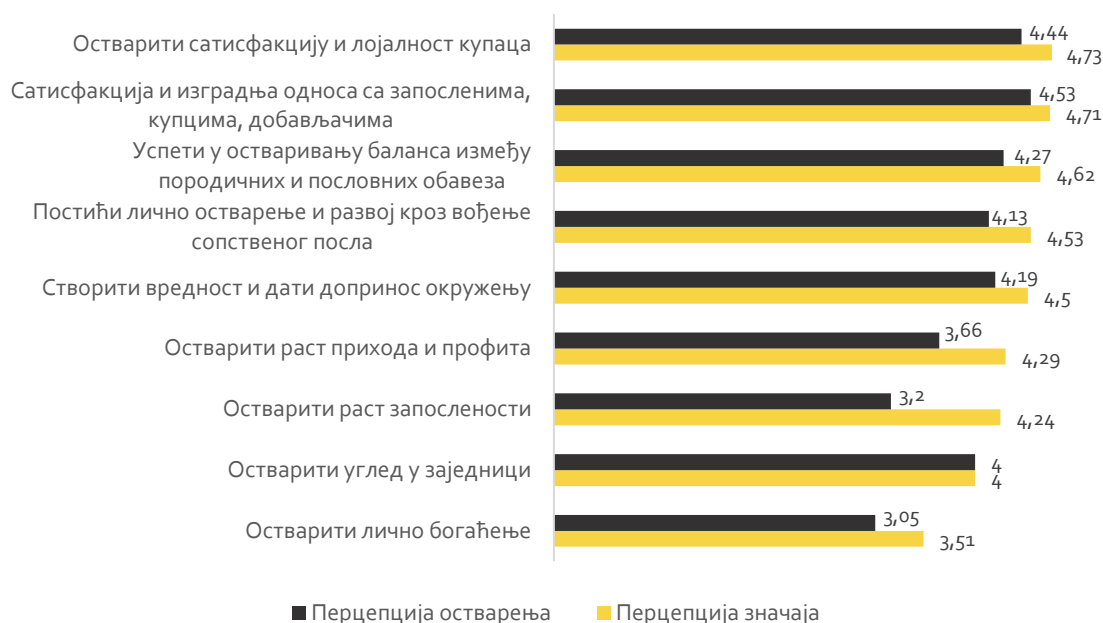 Остварити сатисфакцију и лојалност купаца
4,44
4,73
Сатисфакција и изградња односа са запосленима,
купцима, добављачима
4,53
4,71
Успети у остваривању баланса између
породичних и пословних обавеза
4,27
4,62
Постићи лично остварење и развој кроз вођење
сопственог посла
4,13
4,53
Створити вредност и дати допринос окружењу
4,19
4,5
Остварити раст прихода и профита
3,66
4,29
Остварити раст запослености
3,2
4,24
Остварити углед у заједници
4
4
Остварити лично богаћење
3,05
3,51
Перцепција остварења
Перцепција значаја